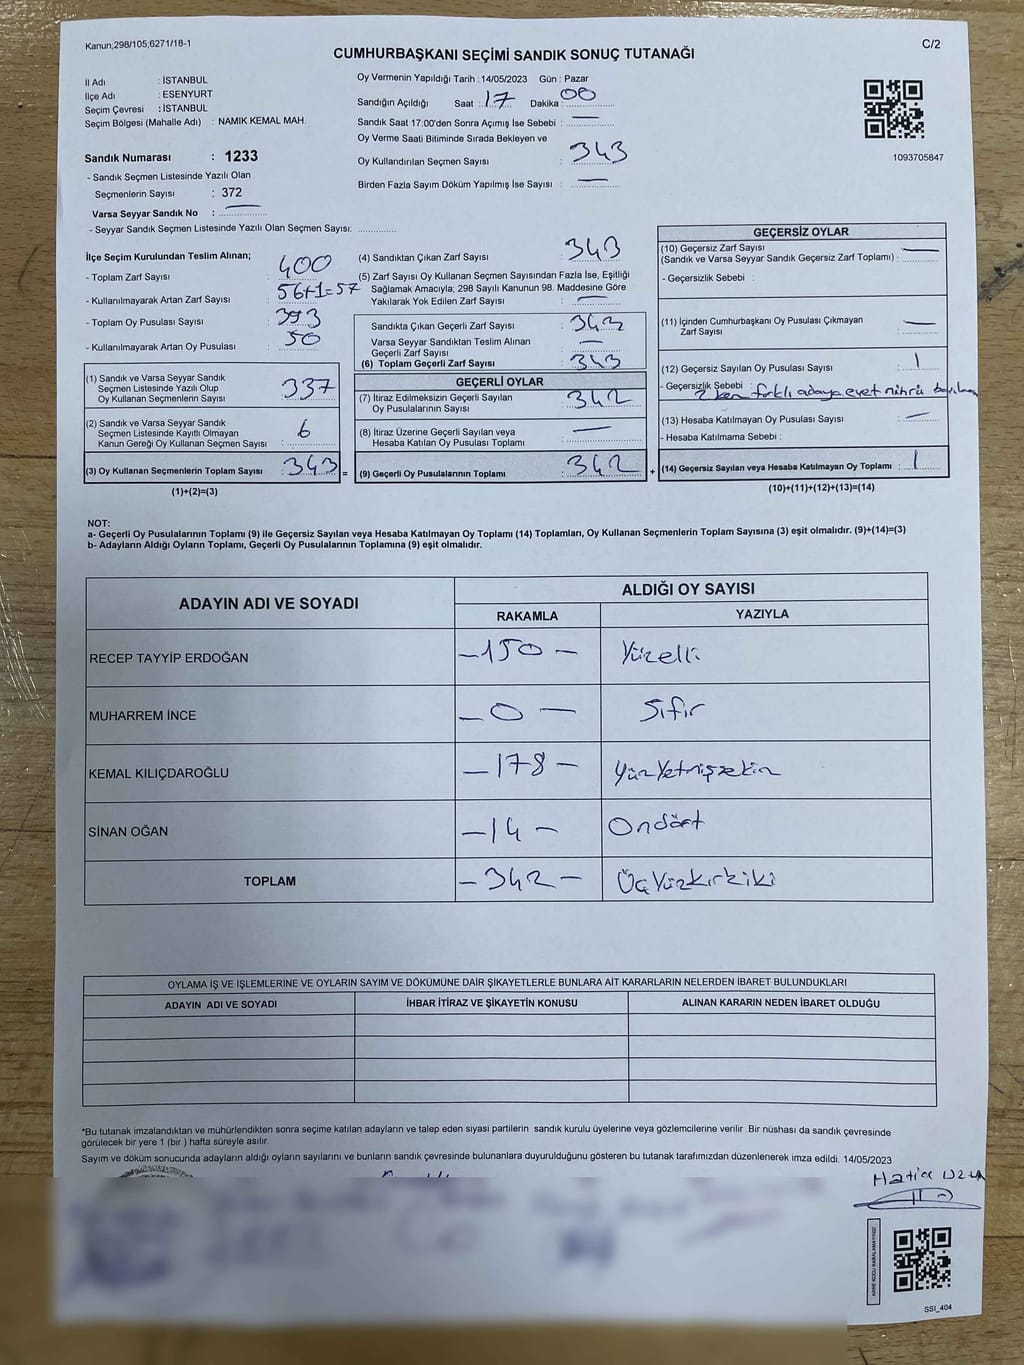 Kanun,298/105,6271/18-1
C/2
CUMHURBAŞKANI SEÇİMİ SANDIK SONUÇ TUTANAĞI
İl Adı : İSTANBUL
İlçe Adı : ESENYURT
Seçim Çevresi : İSTANBUL
Seçim Bölgesi (Mahalle Adı) : NAMIK KEMAL MAH.
Sandık Numarası : 1233
- Sandık Seçmen Listesinde Yazılı Olan
Seçmenlerin Sayısı : 372
Varsa Seyyar Sandık No : —
- Seyyar Sandık Seçmen Listesinde Yazılı Olan Seçmen Sayısı: ..............
Oy Vermenin Yapıldığı Tarih : 14/05/2023 Gün : Pazar
Sandığın Açıldığı Saat : 17 Dakika : 00
Sandık Saat 17:00'den Sonra Açımış İse Sebebi : —
Oy Verme Saati Bitiminde Sırada Bekleyen ve
Oy Kullandırılan Seçmen Sayısı : 343
Birden Fazla Sayım Döküm Yapılmış İse Sayısı : —
1093705847
İlçe Seçim Kurulundan Teslim Alınan;
- Toplam Zarf Sayısı : 400
- Kullanılmayarak Artan Zarf Sayısı : 56+1=57
- Toplam Oy Pusulası Sayısı : 393
- Kullanılmayarak Artan Oy Pusulası : 50
(4) Sandıktan Çıkan Zarf Sayısı : 343
(5) Zarf Sayısı Oy Kullanan Seçmen Sayısından Fazla İse, Eşitliği
Sağlamak Amacıyla; 298 Sayılı Kanunun 98. Maddesine Göre
Yakılarak Yok Edilen Zarf Sayısı : —
Sandıkta Çıkan Geçerli Zarf Sayısı : 343
Varsa Seyyar Sandıktan Teslim Alınan
Geçerli Zarf Sayısı : —
(6) Toplam Geçerli Zarf Sayısı : 343
(1) Sandık ve Varsa Seyyar Sandık
Seçmen Listesinde Yazılı Olup
Oy Kullanan Seçmenlerin Sayısı : 337
(2) Sandık ve Varsa Seyyar Sandık
Seçmen Listesinde Kayıtlı Olmayan
Kanun Gereği Oy Kullanan Seçmen Sayısı : 6
(3) Oy Kullanan Seçmenlerin Toplam Sayısı : 343 =
(1)+(2)=(3)
GEÇERLİ OYLAR
(7) İtiraz Edilmeksizin Geçerli Sayılan
Oy Pusulalarının Sayısı : 342
(8) İtiraz Üzerine Geçerli Sayılan veya
Hesaba Katılan Oy Pusulası Toplamı : —
(9) Geçerli Oy Pusulalarının Toplamı : 342 +
GEÇERSİZ OYLAR
(10) Geçersiz Zarf Sayısı
(Sandık ve Varsa Seyyar Sandık Geçersiz Zarf Toplamı) : —
- Geçersizlik Sebebi :
(11) İçinden Cumhurbaşkanı Oy Pusulası Çıkmayan
Zarf Sayısı : —
(12) Geçersiz Sayılan Oy Pusulası Sayısı : 1
- Geçersizlik Sebebi : 2 farklı adaya evet mührü
(13) Hesaba Katılmayan Oy Pusulası Sayısı : —
- Hesaba Katılmama Sebebi :
(14) Geçersiz Sayılan veya Hesaba Katılmayan Oy Toplamı : 1
(10)+(11)+(12)+(13)=(14)
NOT:
a- Geçerli Oy Pusulalarının Toplamı (9) ile Geçersiz Sayılan veya Hesaba Katılmayan Oy Toplamı (14) Toplamları, Oy Kullanan Seçmenlerin Toplam Sayısına (3) eşit olmalıdır. (9)+(14)=(3)
b- Adayların Aldığı Oyların Toplamı, Geçerli Oy Pusulalarının Toplamına (9) eşit olmalıdır.
ADAYIN ADI VE SOYADI
ALDIĞI OY SAYISI
RAKAMLA YAZIYLA
RECEP TAYYİP ERDOĞAN -150- Yüzelli
MUHARREM İNCE -0- Sıfır
KEMAL KILIÇDAROĞLU -178- Yüzyetmişsekiz
SİNAN OĞAN -14- Ondört
TOPLAM -342- ÜçYüzkırkiki
OYLAMA İŞ VE İŞLEMLERİNE VE OYLARIN SAYIM VE DÖKÜMÜNE DAİR ŞİKAYETLERLE BUNLARA AİT KARARLARIN NELERDEN İBARET BULUNDUKLARI
ADAYIN ADI VE SOYADI İHBAR İTİRAZ VE ŞİKAYETİN KONUSU ALINAN KARARIN NEDEN İBARET OLDUĞU
*Bu tutanak imzalandıktan ve mühürlendikten sonra seçime katılan adayların ve talep eden siyasi partilerin sandık kurulu üyelerine veya gözlemcilerine verilir .Bir nüshası da sandık çevresinde
görülecek bir yere 1 (bir ) hafta süreyle asılır.
Sayım ve döküm sonucunda adayların aldığı oyların sayılarını ve bunların sandık çevresinde bulunanlara duyurulduğunu gösteren bu tutanak tarafımızdan düzenlenerek imza edildi. 14/05/2023
Hatice
KARE KODU KARALAMAYINIZ!
SSI_404